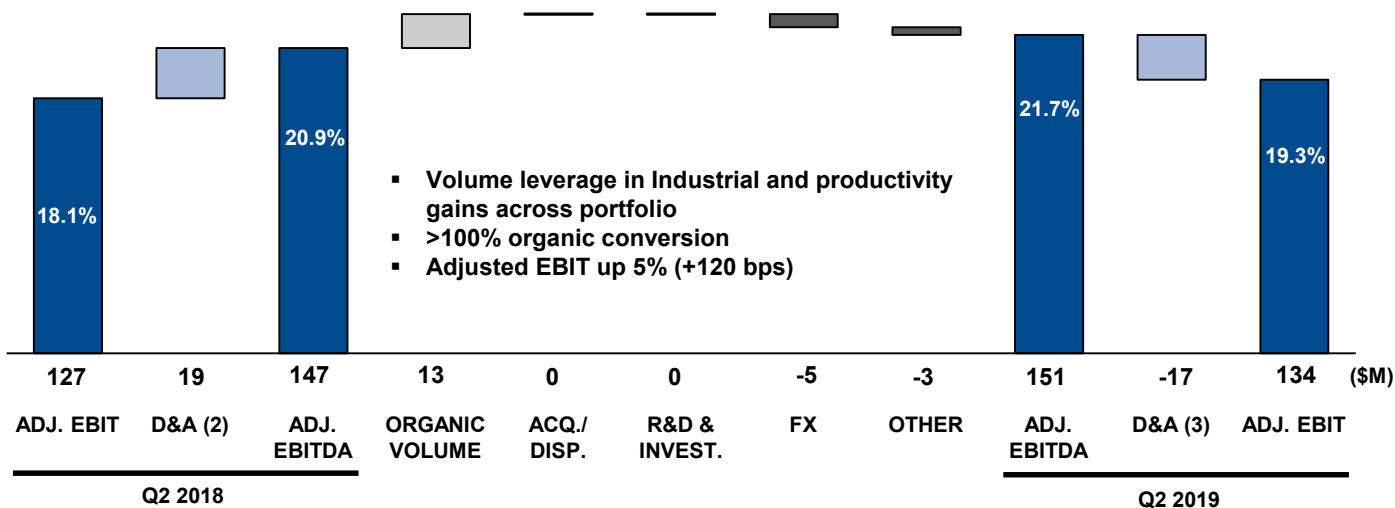 20.9%
21.7%
19.3%
18.1%
▪ Volume leverage in Industrial and productivity
gains across portfolio
▪ >100% organic conversion
▪ Adjusted EBIT up 5% (+120 bps)
127 19 147 13 0 0 -5 -3 151 -17 134 ($M)
ADJ. EBIT D&A (2) ADJ. ORGANIC ACQ./ R&D & FX OTHER ADJ. D&A (3) ADJ. EBIT
EBITDA VOLUME DISP. INVEST. EBITDA
Q2 2018 Q2 2019